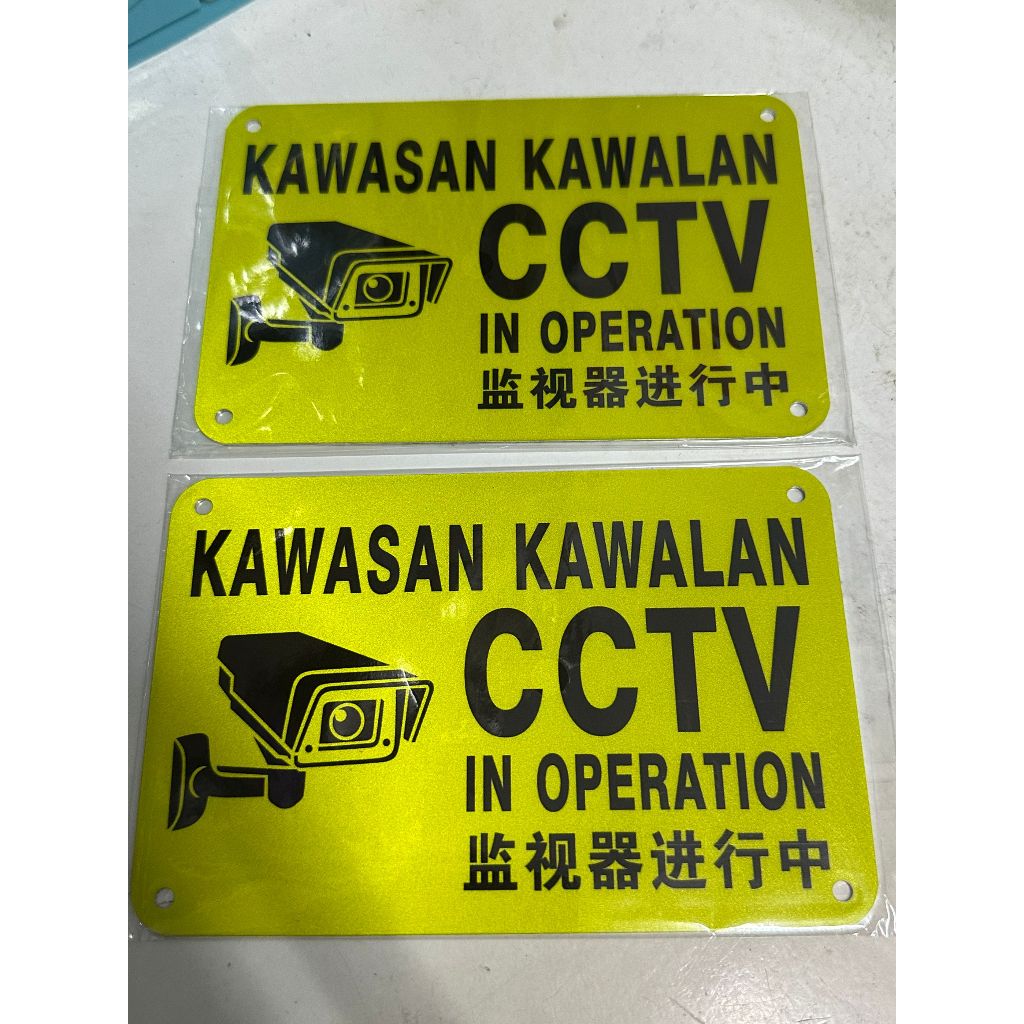 KAWASAN KAWALAN
CCTV
IN OPERATION
监视器进行中
KAWASAN KAWALAN
CCTV
IN OPERATION
监视器进行中